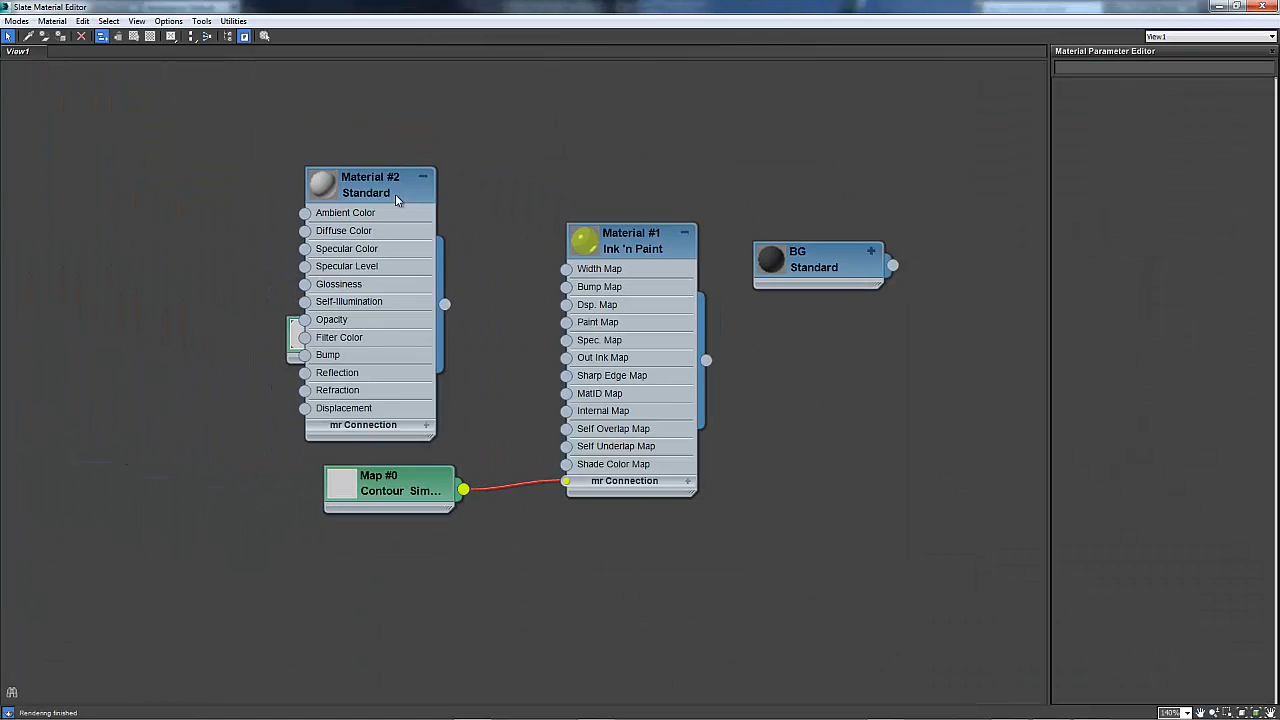 Slate Material Editor
Modes Material Edit Select View Options Tools Utilities
View1
View1
Material Parameter Editor
Material #2
Standard
Ambient Color
Diffuse Color
Specular Color
Specular Level
Glossiness
Self-Illumination
Opacity
Filter Color
Bump
Reflection
Refraction
Displacement
mr Connection
Map #0
Contour Sim...
Material #1
Ink 'n Paint
Width Map
Bump Map
Dsp. Map
Paint Map
Spec. Map
Out Ink Map
Sharp Edge Map
MatID Map
Internal Map
Self Overlap Map
Self Underlap Map
Shade Color Map
mr Connection
BG
Standard
Rendering finished
140%